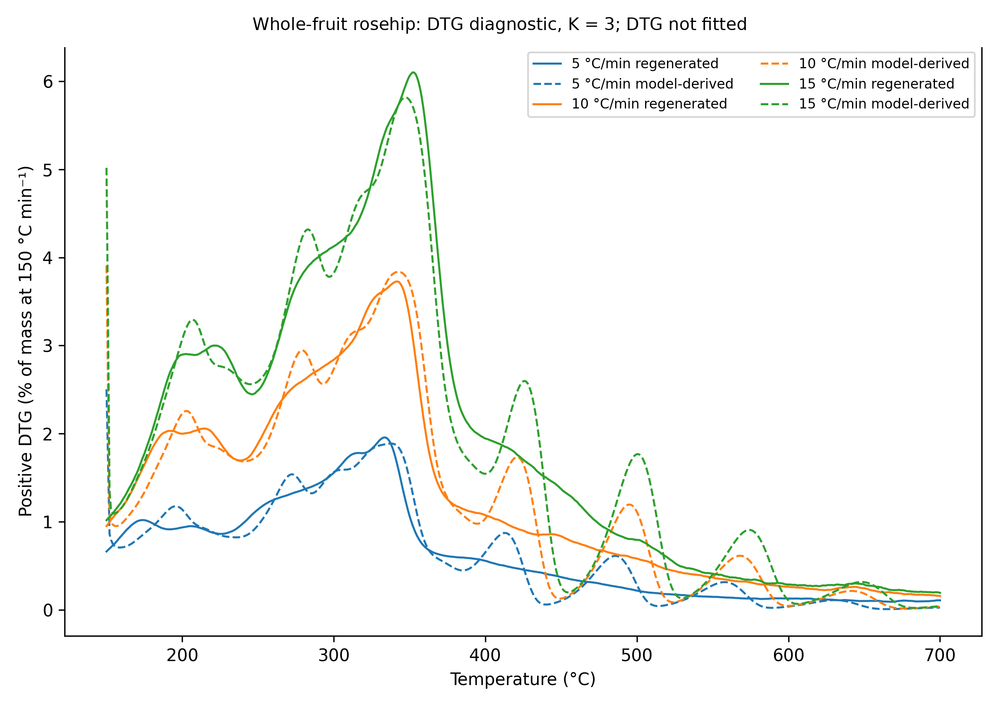 Whole-fruit rosehip: DTG diagnostic, K = 3; DTG not fitted
5 °C/min regenerated
5 °C/min model-derived
10 °C/min regenerated
10 °C/min model-derived
15 °C/min regenerated
15 °C/min model-derived
Positive DTG (% of mass at 150 °C min⁻¹)
6
5
4
3
2
1
0
200 300 400 500 600 700
Temperature (°C)